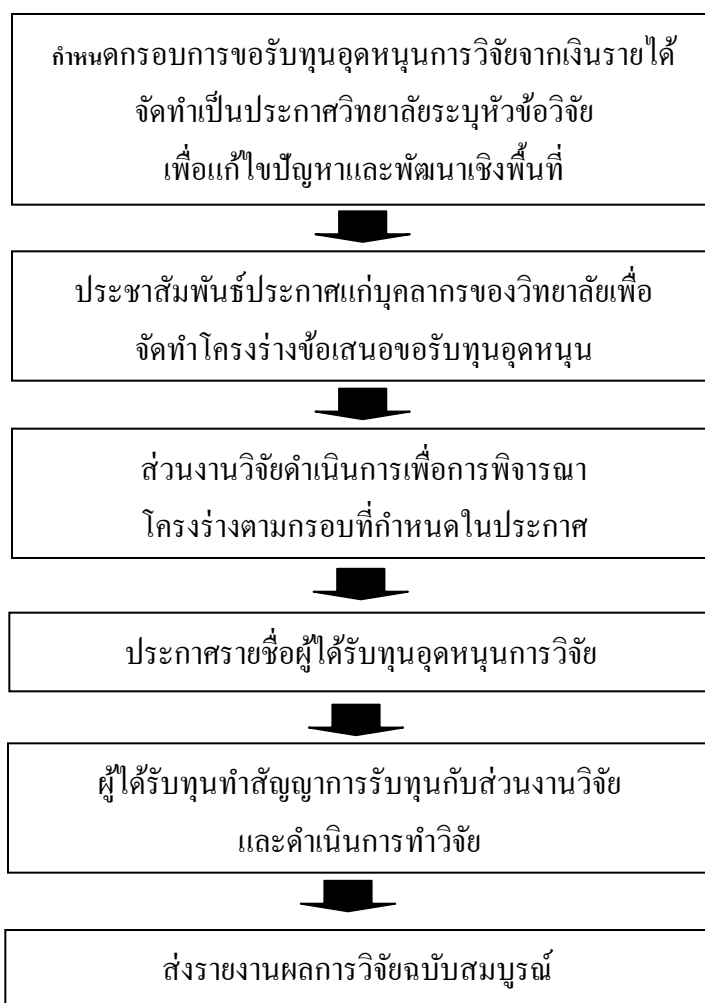 กำหนดกรอบการขอรับทุนอุดหนุนการวิจัยจากเงินรายได้
จัดทำเป็นประกาศวิทยาลัยระบุหัวข้อวิจัย
เพื่อแก้ไขปัญหาและพัฒนาเชิงพื้นที่
ประชาสัมพันธ์ประกาศแก่บุคลากรของวิทยาลัยเพื่อ
จัดทำโครงร่างข้อเสนอขอรับทุนอุดหนุน
ส่วนงานวิจัยดำเนินการเพื่อการพิจารณา
โครงร่างตามกรอบที่กำหนดในประกาศ
ประกาศรายชื่อผู้ได้รับทุนอุดหนุนการวิจัย
ผู้ได้รับทุนทำสัญญาการรับทุนกับส่วนงานวิจัย
และดำเนินการทำวิจัย
ส่งรายงานผลการวิจัยฉบับสมบูรณ์